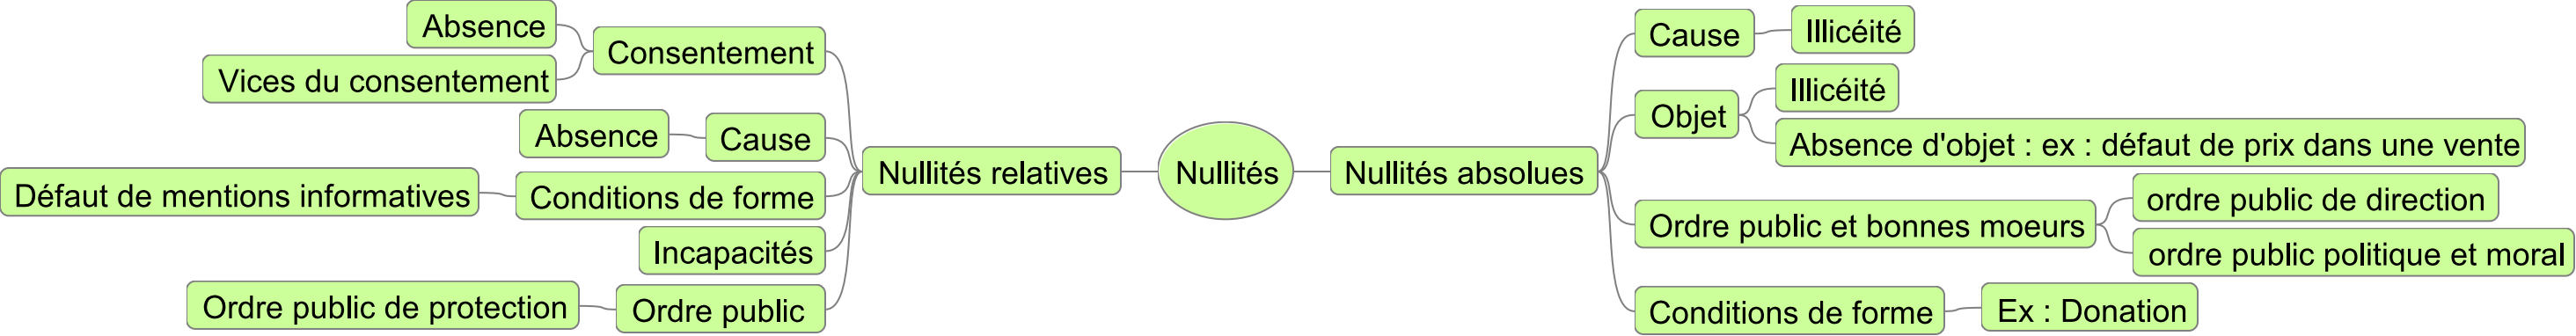 Nullités
Nullités relatives
Consentement
Absence
Vices du consentement
Cause
Absence
Conditions de forme
Défaut de mentions informatives
Incapacités
Ordre public
Ordre public de protection
Nullités absolues
Cause
Illicéité
Objet
Illicéité
Absence d'objet : ex : défaut de prix dans une vente
Ordre public et bonnes moeurs
ordre public de direction
ordre public politique et moral
Conditions de forme
Ex : Donation